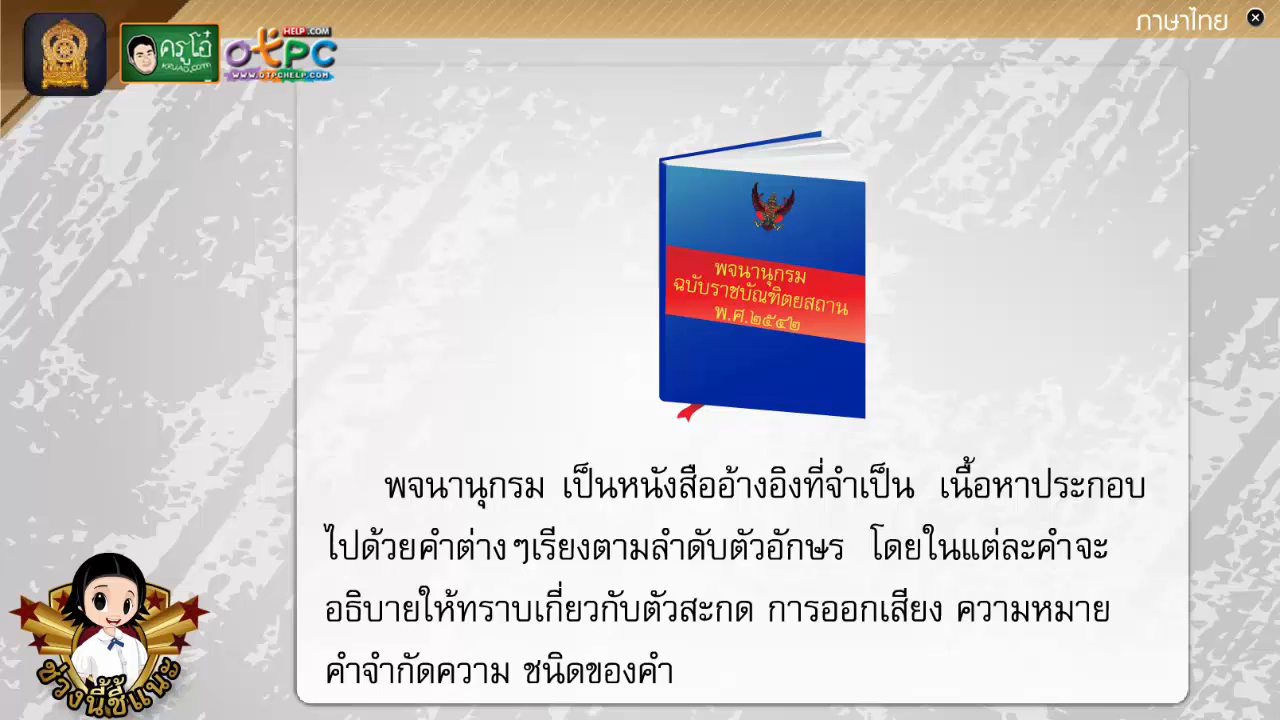 ภาษาไทย
ครูโอ๋
KRUAO.COM
HELP.COM
OTPC
WWW.OTPCHELP.COM
พจนานุกรม
ฉบับราชบัณฑิตยสถาน
พ.ศ.๒๕๔๒
พจนานุกรม เป็นหนังสืออ้างอิงที่จำเป็น เนื้อหาประกอบ
ไปด้วยคำต่างๆเรียงตามลำดับตัวอักษร โดยในแต่ละคำจะ
อธิบายให้ทราบเกี่ยวกับตัวสะกด การออกเสียง ความหมาย
คำจำกัดความ ชนิดของคำ
ช่วงนี้ชี้แนะ